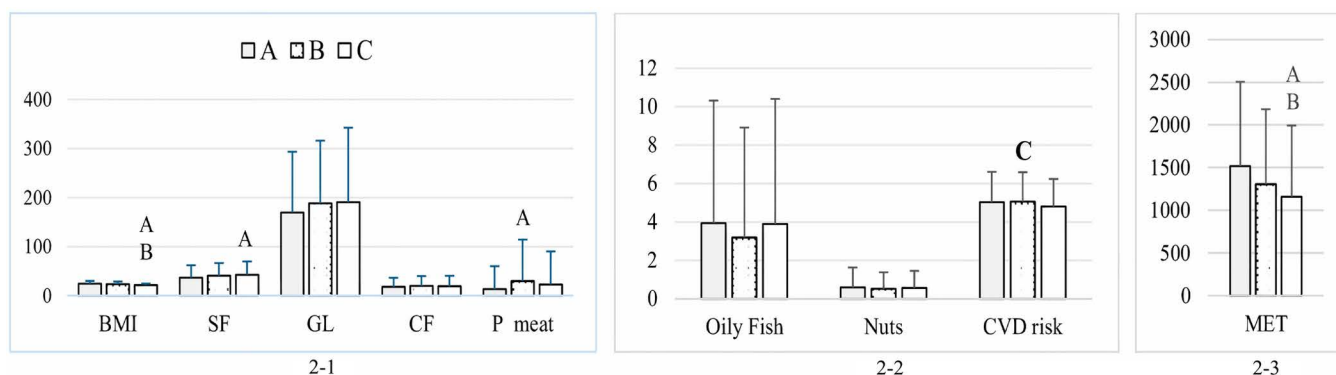 A B C
400
300
200
100
0
A
B
A
A
BMI SF GL CF P meat
2-1
12
10
8
6
4
2
0
C
Oily Fish Nuts CVD risk
2-2
3000
2500
2000
1500
1000
500
0
A
B
MET
2-3